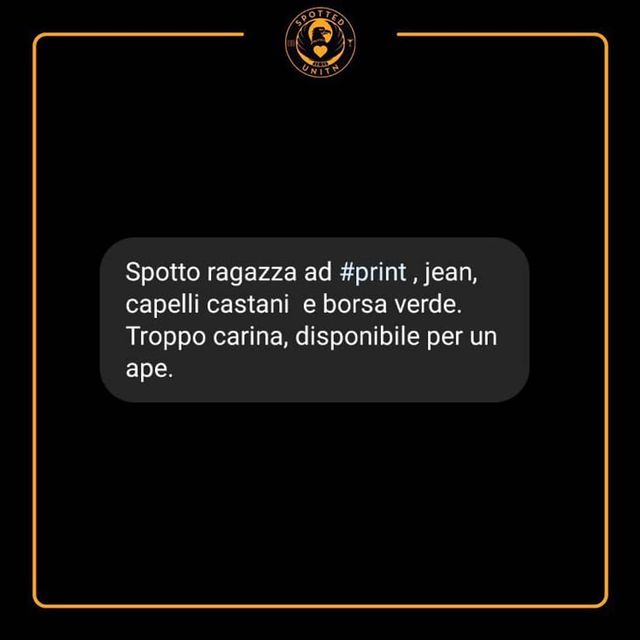 SPOTTED
UNITN
Spotto ragazza ad #print , jean,
capelli castani  e borsa verde.
Troppo carina, disponibile per un
ape.